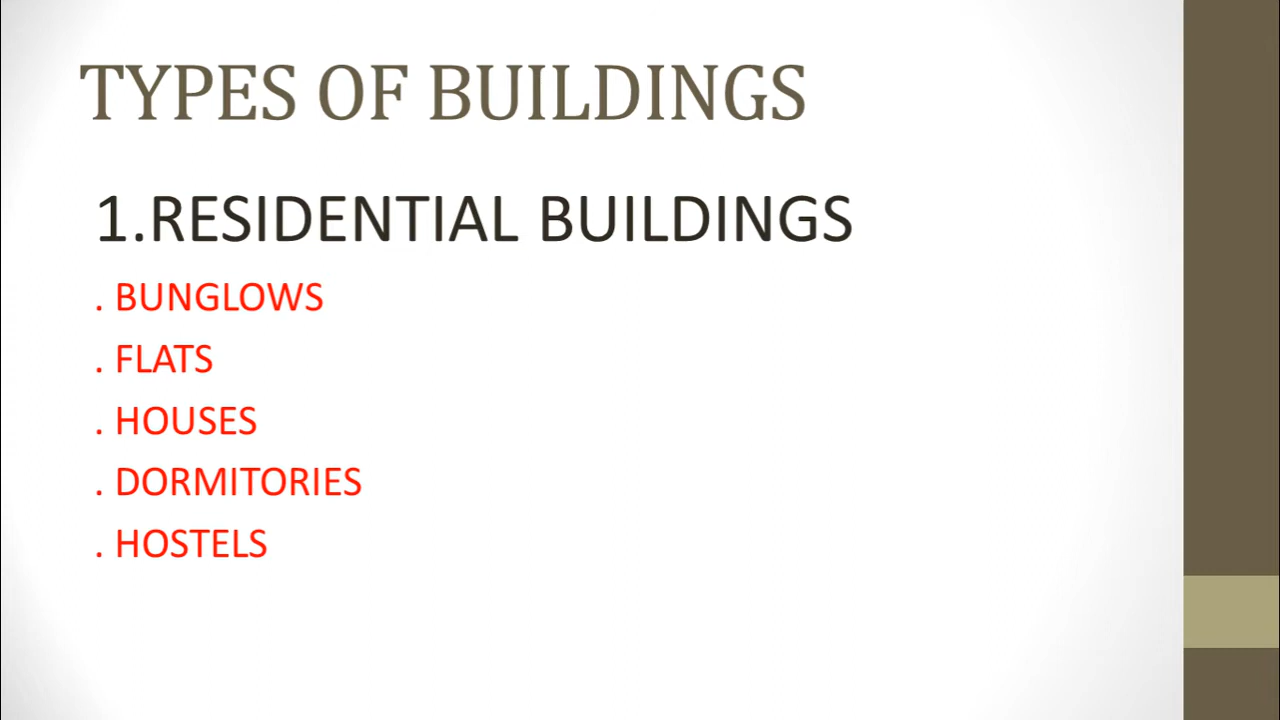 TYPES OF BUILDINGS
1.RESIDENTIAL BUILDINGS
. BUNGLOWS
. FLATS
. HOUSES
. DORMITORIES
. HOSTELS